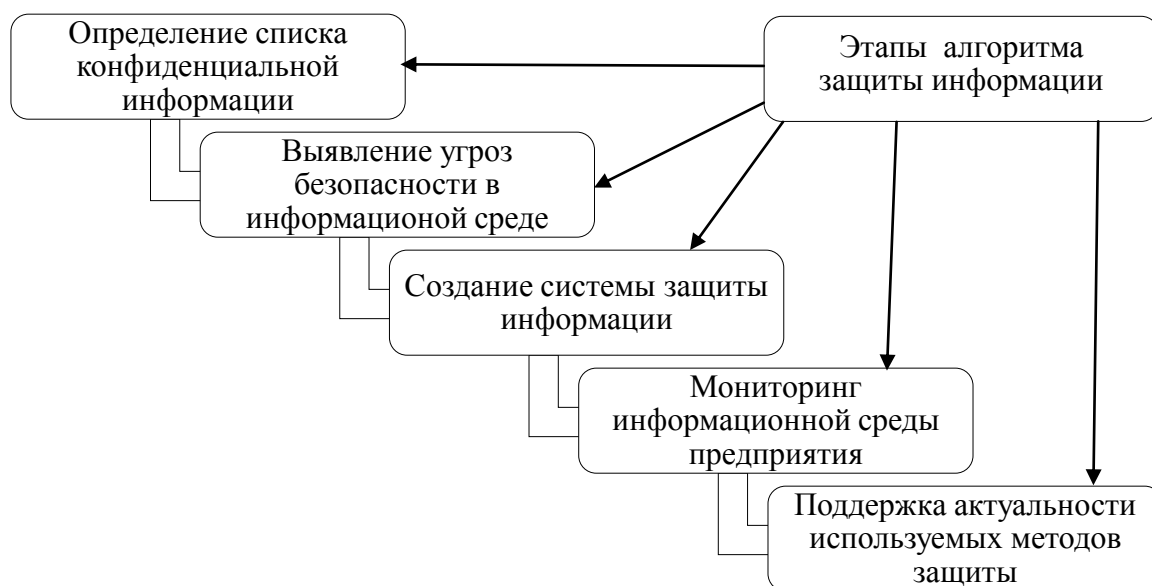 Определение списка
конфиденциальной
информации
Этапы алгоритма
защиты информации
Выявление угроз
безопасности в
информационой среде
Создание системы защиты
информации
Мониторинг
информационной среды
предприятия
Поддержка актуальности
используемых методов
защиты